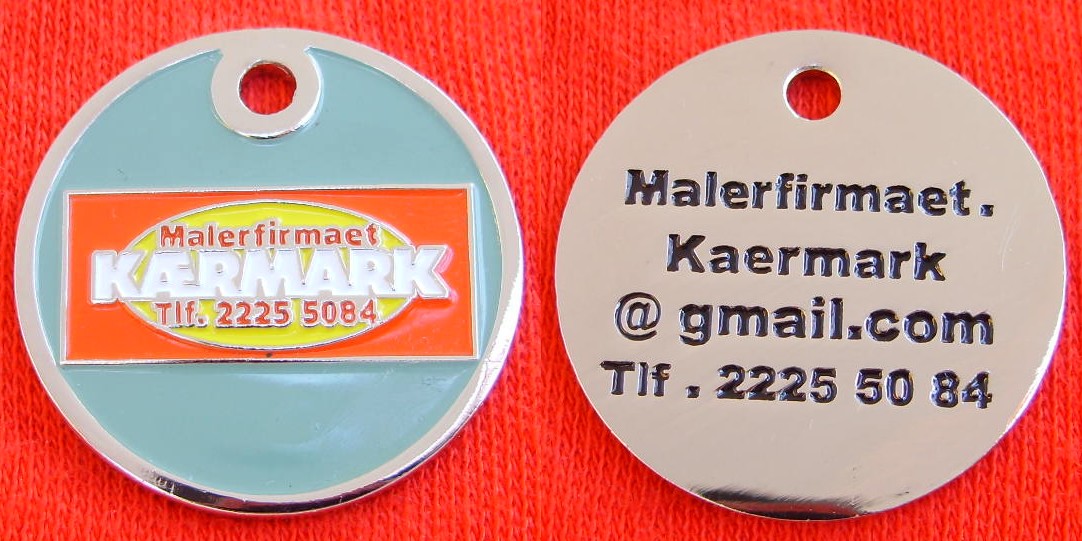 Malerfirmaet
KÆRMARK
Tlf. 2225 5084
Malerfirmaet.
Kaermark
@ gmail.com
Tlf . 2225 50 84